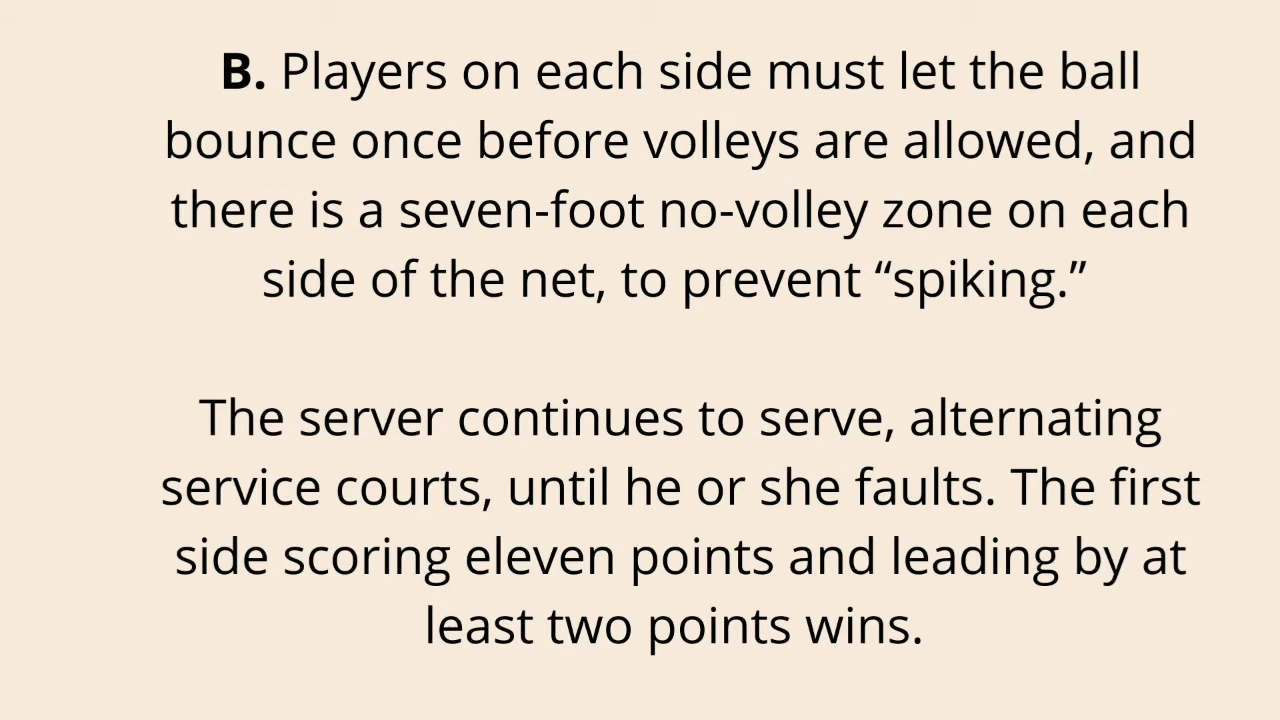 B. Players on each side must let the ball
bounce once before volleys are allowed, and
there is a seven-foot no-volley zone on each
side of the net, to prevent “spiking.”
The server continues to serve, alternating
service courts, until he or she faults. The first
side scoring eleven points and leading by at
least two points wins.